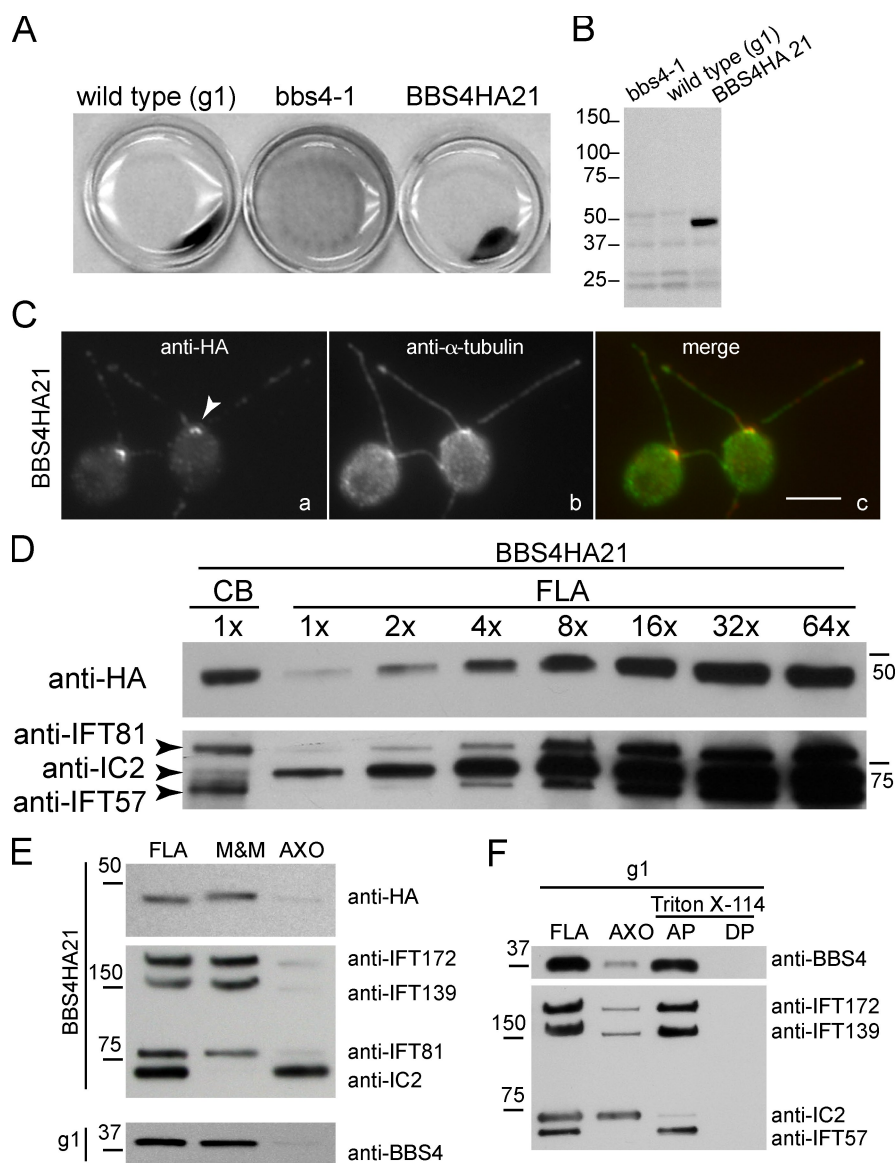 A
wild type (g1) bbs4-1 BBS4HA21
B
bbs4-1 wild type (g1) BBS4HA 21
150
100
75
50
37
25
C
BBS4HA21
anti-HA anti-α-tubulin merge
a b c
D
BBS4HA21
CB FLA
1x 1x 2x 4x 8x 16x 32x 64x
anti-HA 50
anti-IFT81
anti-IC2
anti-IFT57
75
E
FLA M&M AXO
BBS4HA21
50
anti-HA
anti-IFT172
150
anti-IFT139
75
anti-IFT81
anti-IC2
g1 37 anti-BBS4
F
g1
Triton X-114
FLA AXO AP DP
37 anti-BBS4
anti-IFT172
150 anti-IFT139
75
anti-IC2
anti-IFT57